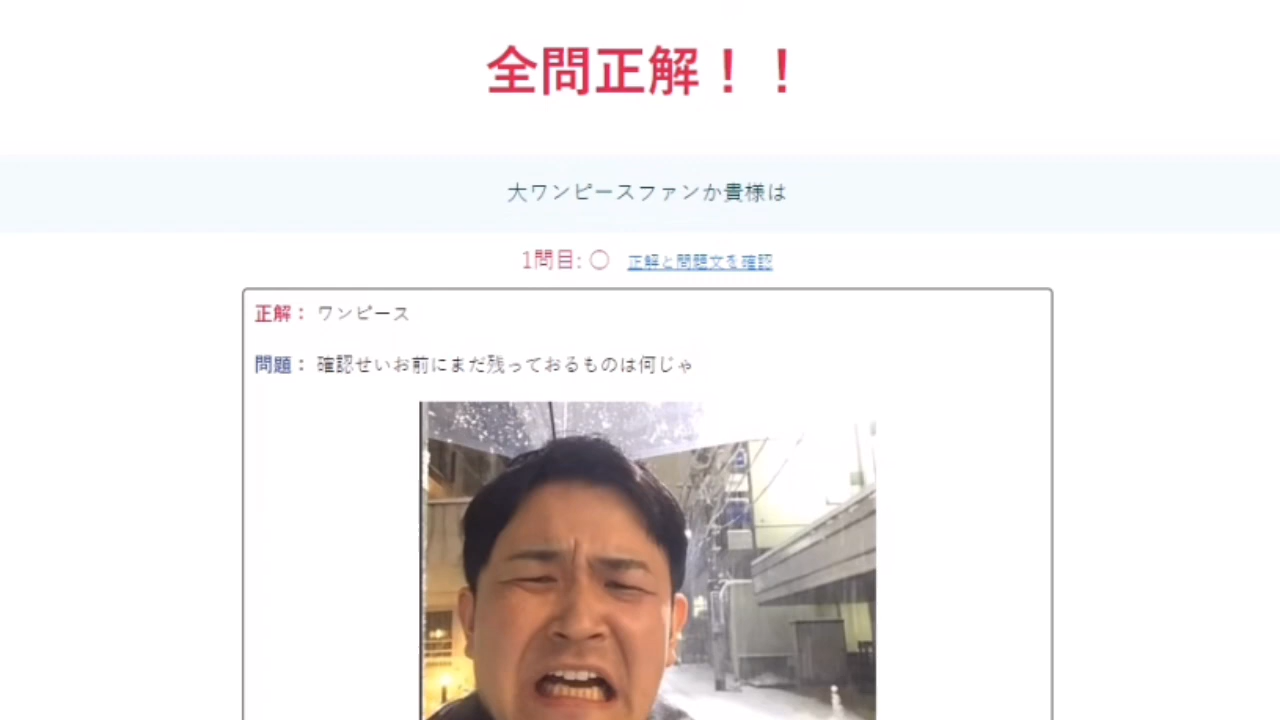 全問正解！！
大ワンピースファンか貴様は
1問目: 〇 正解と問題文を確認
正解： ワンピース
問題： 確認せいお前にまだ残っておるものは何じゃ